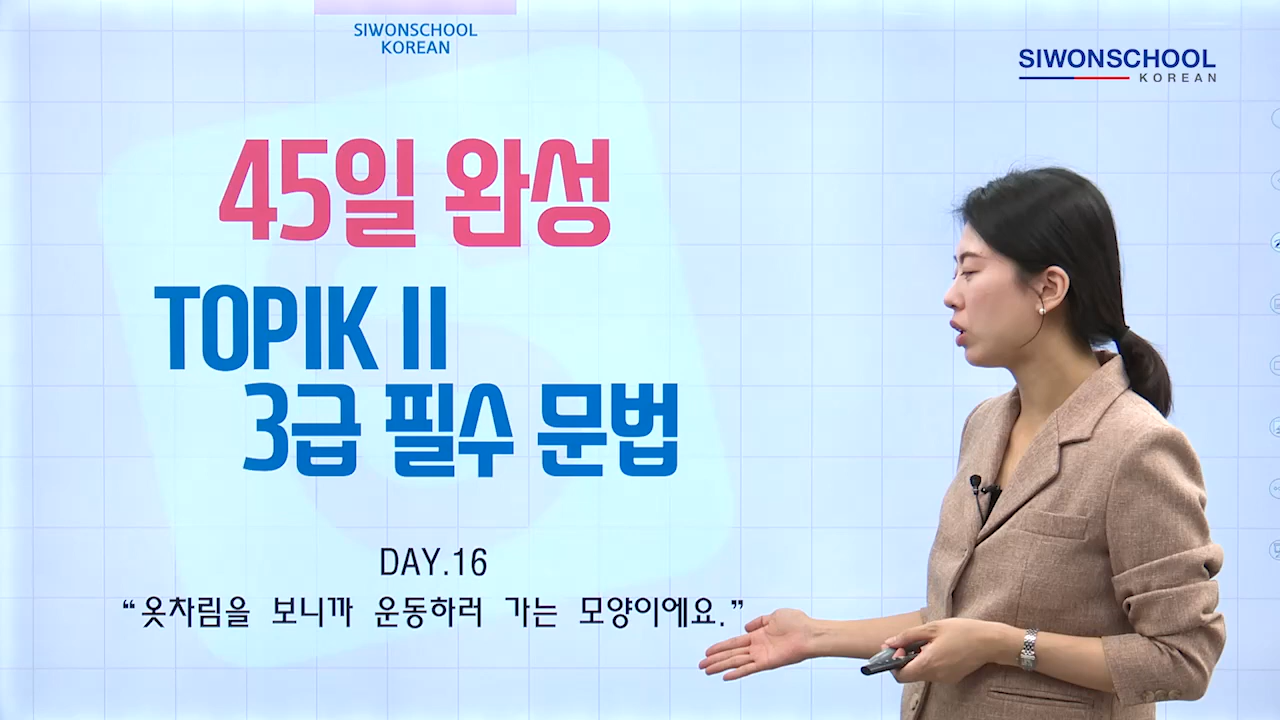 SIWONSCHOOL
KOREAN
SIWONSCHOOL
KOREAN
45일 완성
TOPIK II
3급 필수 문법
DAY.16
“옷차림을 보니까 운동하러 가는 모양이에요.”